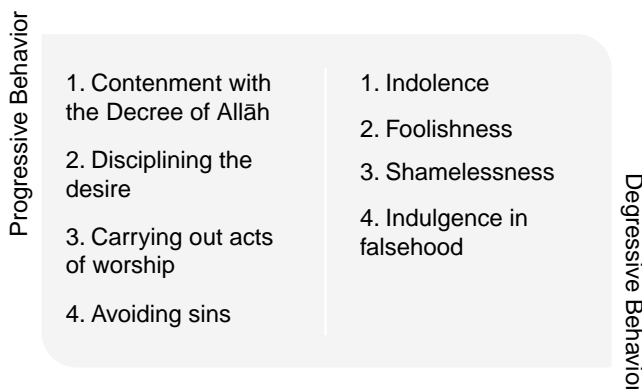 Progressive Behavior
1. Contenment with
the Decree of Allāh
2. Disciplining the
desire
3. Carrying out acts
of worship
4. Avoiding sins
1. Indolence
2. Foolishness
3. Shamelessness
4. Indulgence in
falsehood
Degressive Behavior